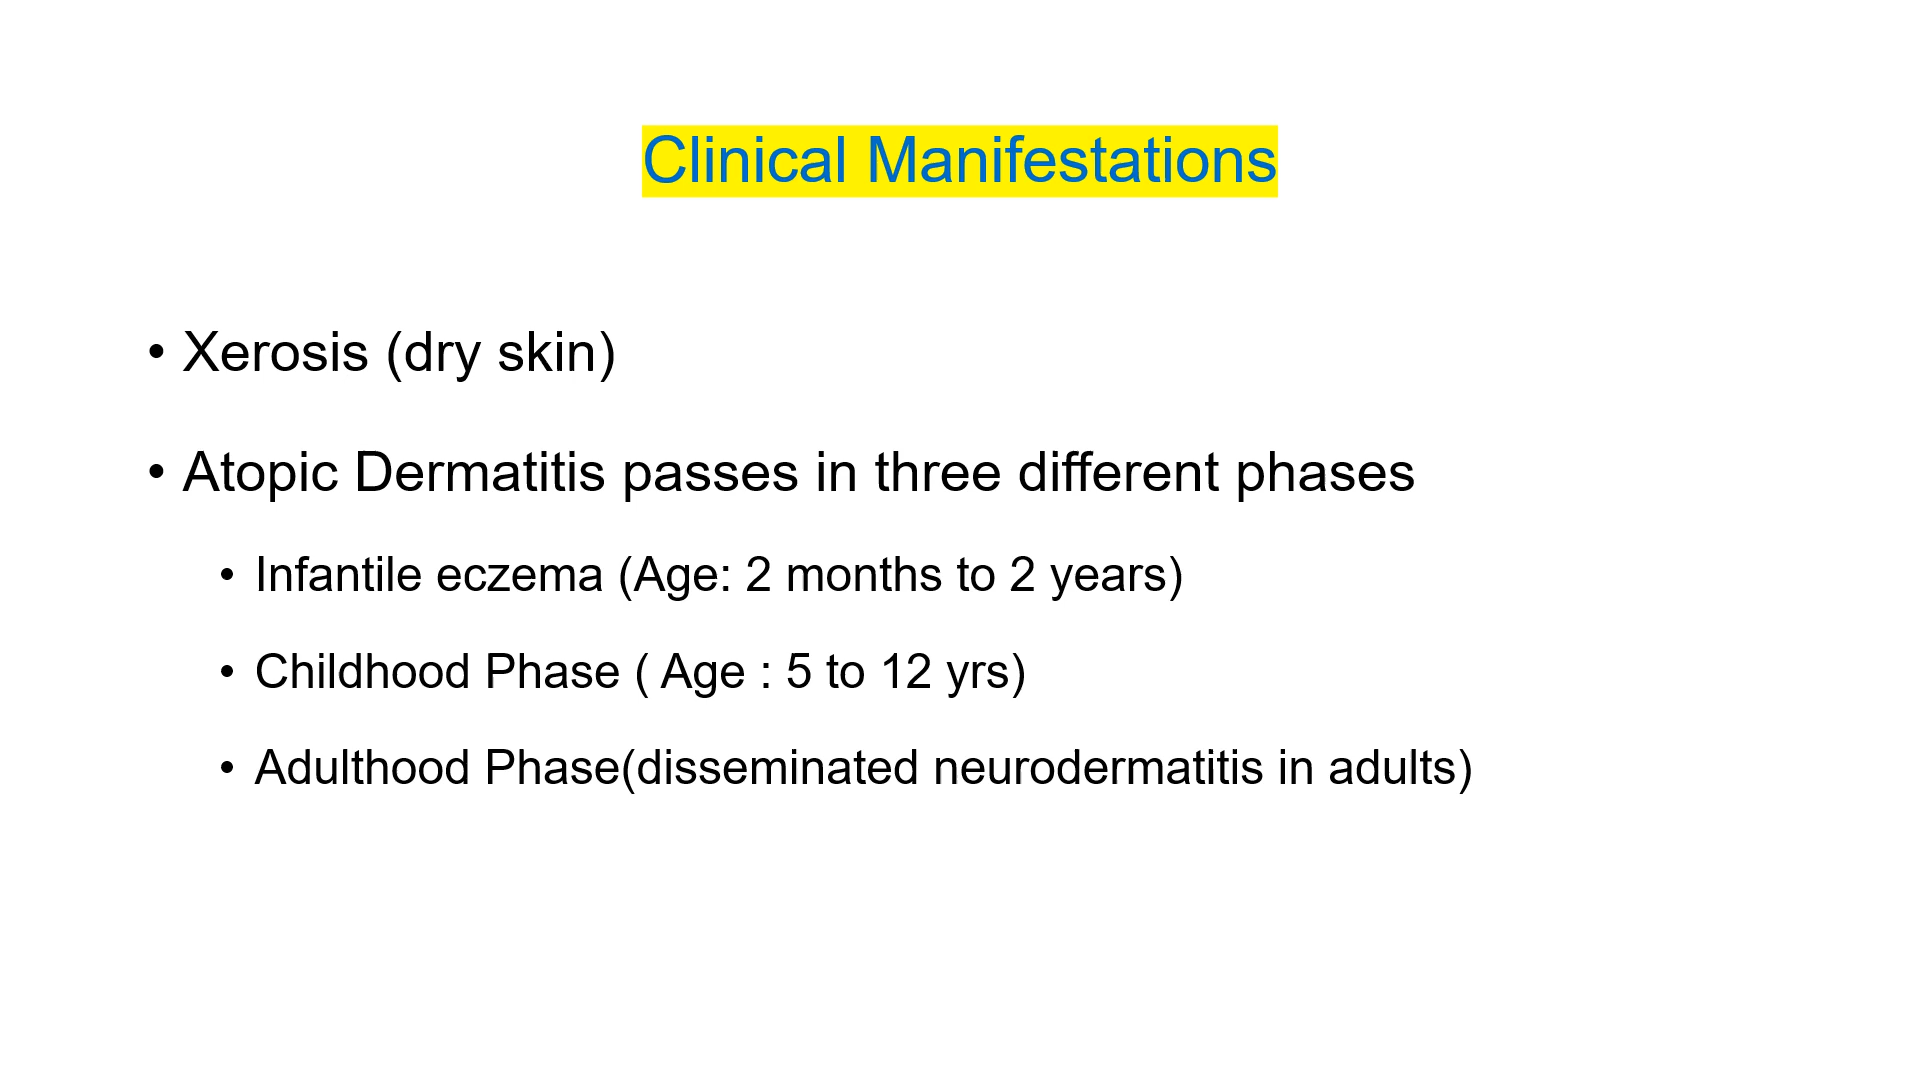 Clinical Manifestations
• Xerosis (dry skin)
• Atopic Dermatitis passes in three different phases
• Infantile eczema (Age: 2 months to 2 years)
• Childhood Phase ( Age : 5 to 12 yrs)
• Adulthood Phase(disseminated neurodermatitis in adults)